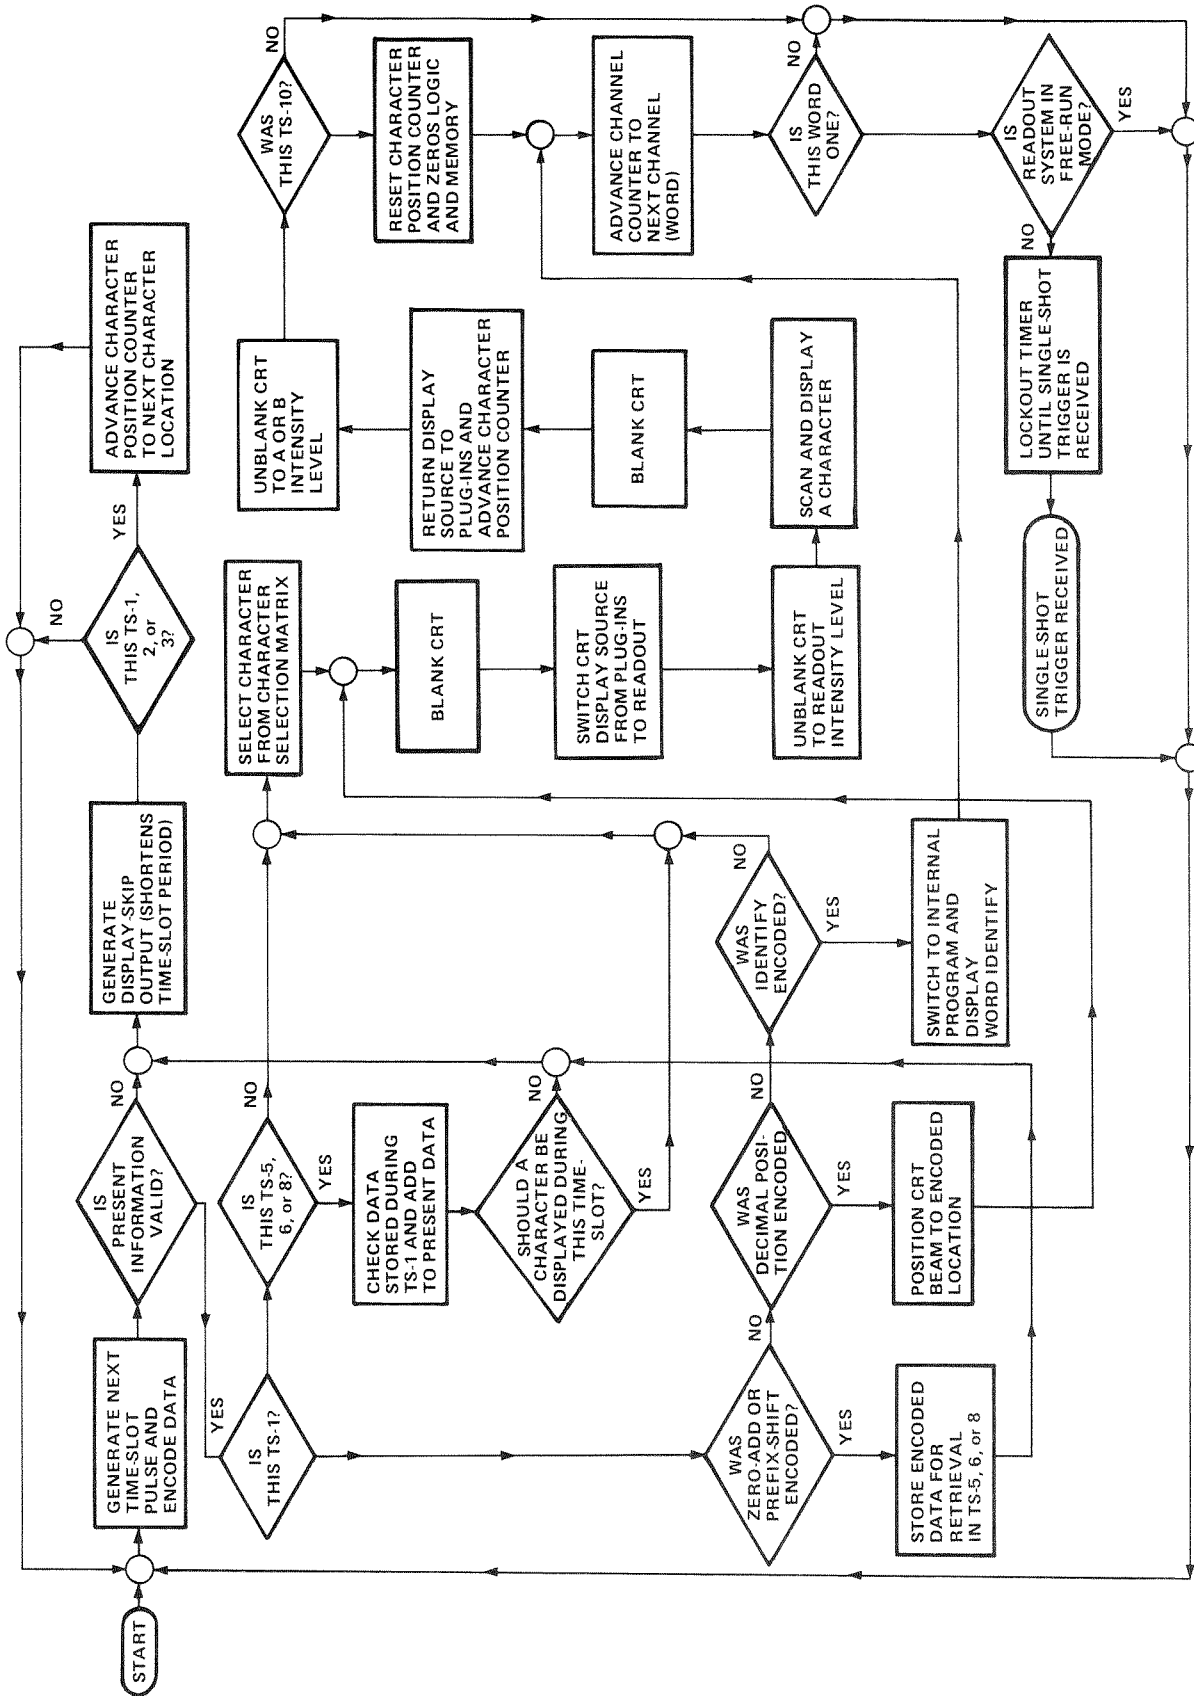 START
GENERATE NEXT
TIME-SLOT
PULSE AND
ENCODE DATA
IS
PRESENT
INFORMATION
VALID?
NO
YES
GENERATE
DISPLAY-SKIP
OUTPUT (SHORTENS
TIME-SLOT PERIOD)
IS
THIS TS-1,
2, or
3?
NO
YES
ADVANCE CHARACTER
POSITION COUNTER
TO NEXT CHARACTER
LOCATION
IS
THIS TS-1?
IS
THIS TS-5,
6, or 8?
NO
YES
CHECK DATA
STORED DURING
TS-1 AND ADD
TO PRESENT DATA
SHOULD A
CHARACTER BE
DISPLAYED DURING
THIS TIME-
SLOT?
NO
YES
SELECT CHARACTER
FROM CHARACTER
SELECTION MATRIX
BLANK CRT
SWITCH CRT
DISPLAY SOURCE
FROM PLUG-INS
TO READOUT
UNBLANK CRT
TO READOUT
INTENSITY LEVEL
SCAN AND DISPLAY
A CHARACTER
BLANK CRT
RETURN DISPLAY
SOURCE TO
PLUG-INS AND
ADVANCE CHARACTER
POSITION COUNTER
UNBLANK CRT
TO A OR B
INTENSITY
LEVEL
WAS
THIS TS-10?
NO
RESET CHARACTER
POSITION COUNTER
AND ZEROS LOGIC
AND MEMORY
ADVANCE CHANNEL
COUNTER TO
NEXT CHANNEL
(WORD)
IS
THIS WORD
ONE?
NO
IS
READOUT
SYSTEM IN
FREE-RUN
MODE?
NO
YES
LOCKOUT TIMER
UNTIL SINGLE-SHOT
TRIGGER IS
RECEIVED
SINGLE-SHOT
TRIGGER RECEIVED
WAS
ZERO-ADD OR
PREFIX-SHIFT
ENCODED?
NO
YES
STORE ENCODED
DATA FOR
RETRIEVAL
IN TS-5, 6, or 8
WAS
DECIMAL POSI-
TION ENCODED
NO
YES
POSITION CRT
BEAM TO ENCODED
LOCATION
WAS
IDENTIFY
ENCODED?
NO
YES
SWITCH TO INTERNAL
PROGRAM AND
DISPLAY
WORD IDENTIFY